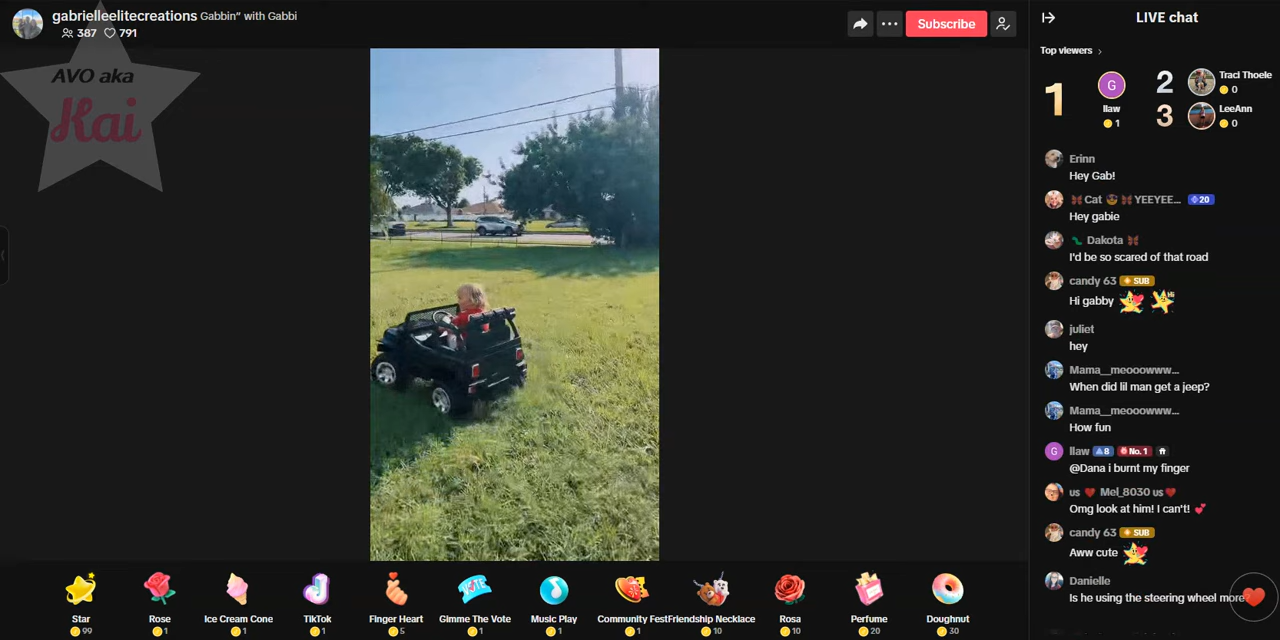 gabrielleelitecreations Gabbin" with Gabbi
387 791
AVO aka
Kai
Subscribe
LIVE chat
Top viewers
1
G
llaw
1
2
Traci Thoele
0
3
LeeAnn
0
Erinn
Hey Gab!
Cat YEEYEE... 20
Hey gabie
Dakota
I'd be so scared of that road
candy 63 SUB
Hi gabby Hi
juliet
hey
Mama__meooowww...
When did lil man get a jeep?
Mama__meooowww...
How fun
G llaw 8 No. 1
@Dana i burnt my finger
us Mel_8030 us
Omg look at him! I can't!
candy 63 SUB
Aww cute
Danielle
Is he using the steering wheel more
VOTE
Star Rose Ice Cream Cone TikTok Finger Heart Gimme The Vote Music Play Community Fest Friendship Necklace Rosa Perfume Doughnut
99 1 1 1 5 1 1 1 10 10 20 30